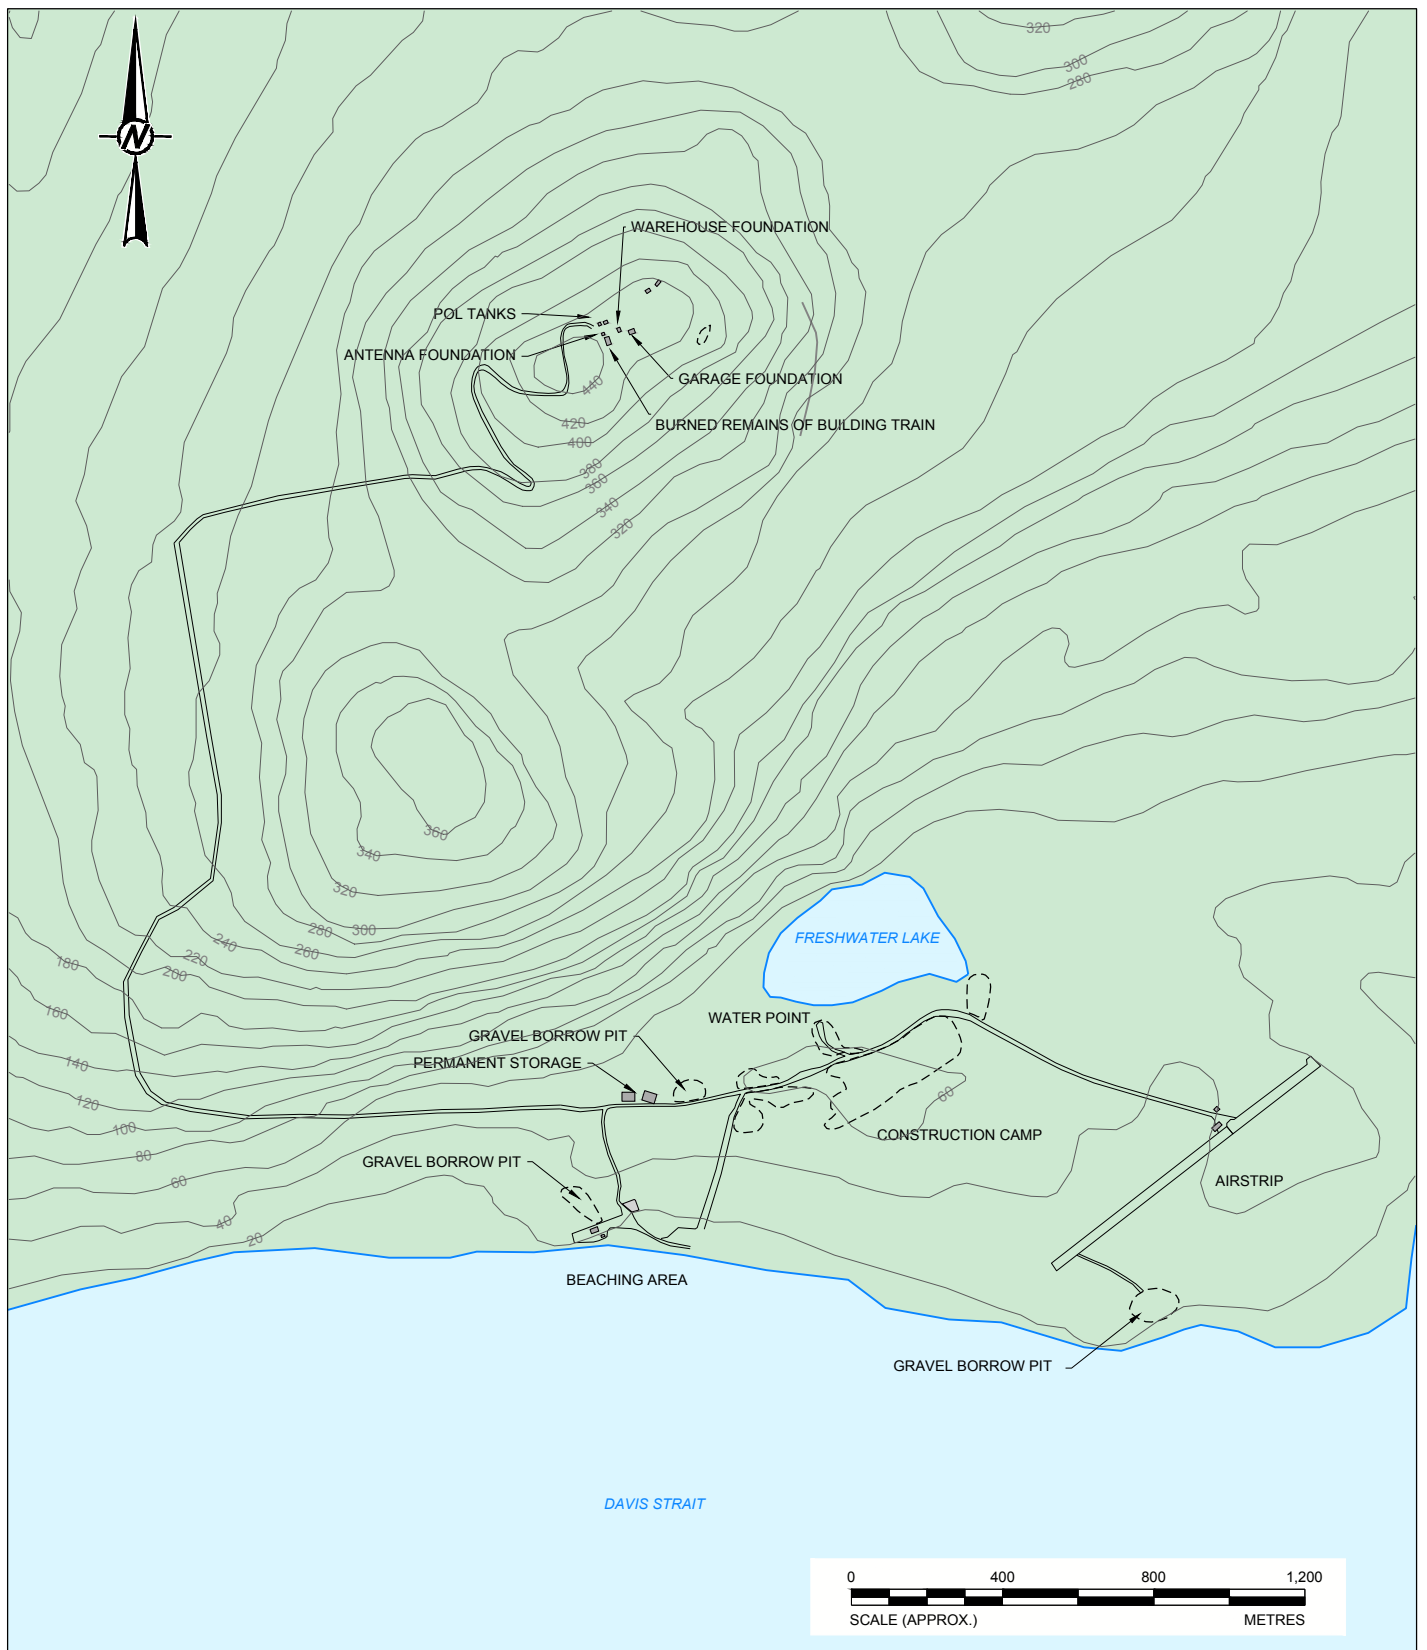 320
300
280
N
WAREHOUSE FOUNDATION
POL TANKS
ANTENNA FOUNDATION
GARAGE FOUNDATION
440
420
BURNED REMAINS OF BUILDING TRAIN
400
380
360
340
320
360
340
320
280
300
240
260
220
180
200
FRESHWATER LAKE
160
WATER POINT
GRAVEL BORROW PIT
140
PERMANENT STORAGE
60
120
100
CONSTRUCTION CAMP
80
GRAVEL BORROW PIT
60
AIRSTRIP
40
20
BEACHING AREA
GRAVEL BORROW PIT
DAVIS STRAIT
0 400 800 1,200
SCALE (APPROX.) METRES